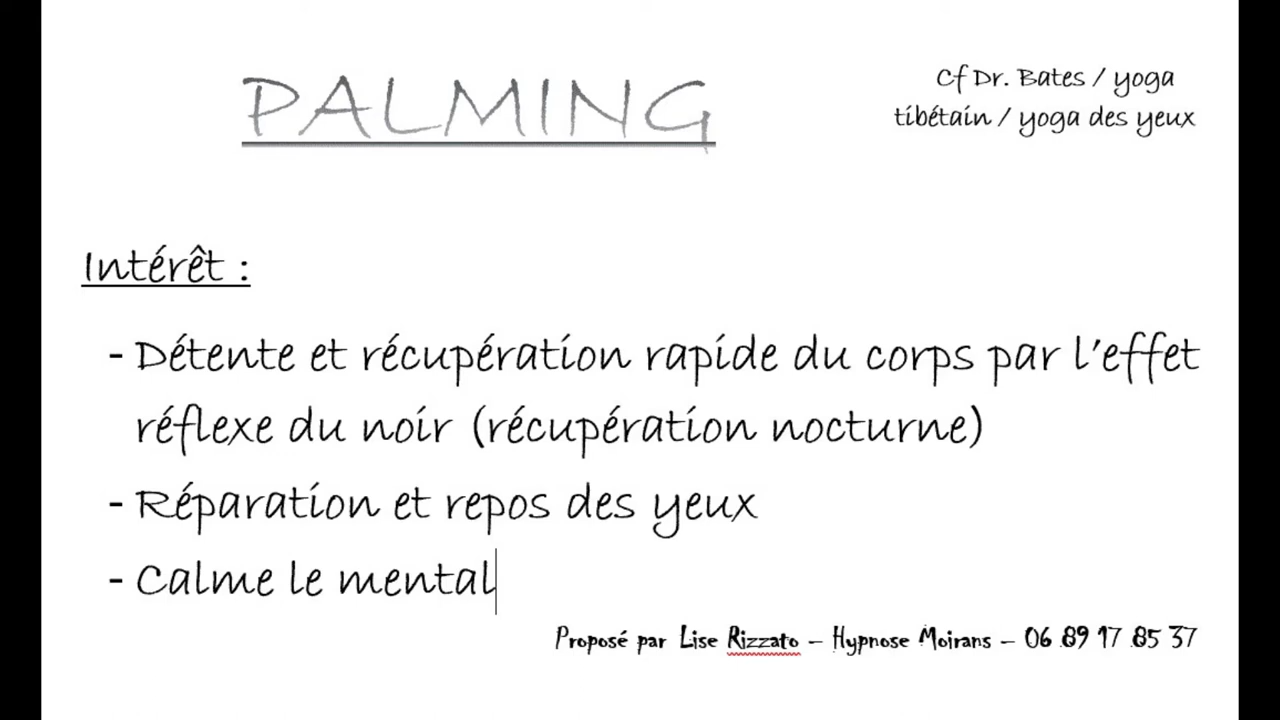 PALMING
Cf Dr. Bates / yoga
tibétain / yoga des yeux
Intérêt :
- Détente et récupération rapide du corps par l'effet
réflexe du noir (récupération nocturne)
- Réparation et repos des yeux
- Calme le mental
Proposé par Lise Rizzato – Hypnose Moirans – 06 89 17 85 37